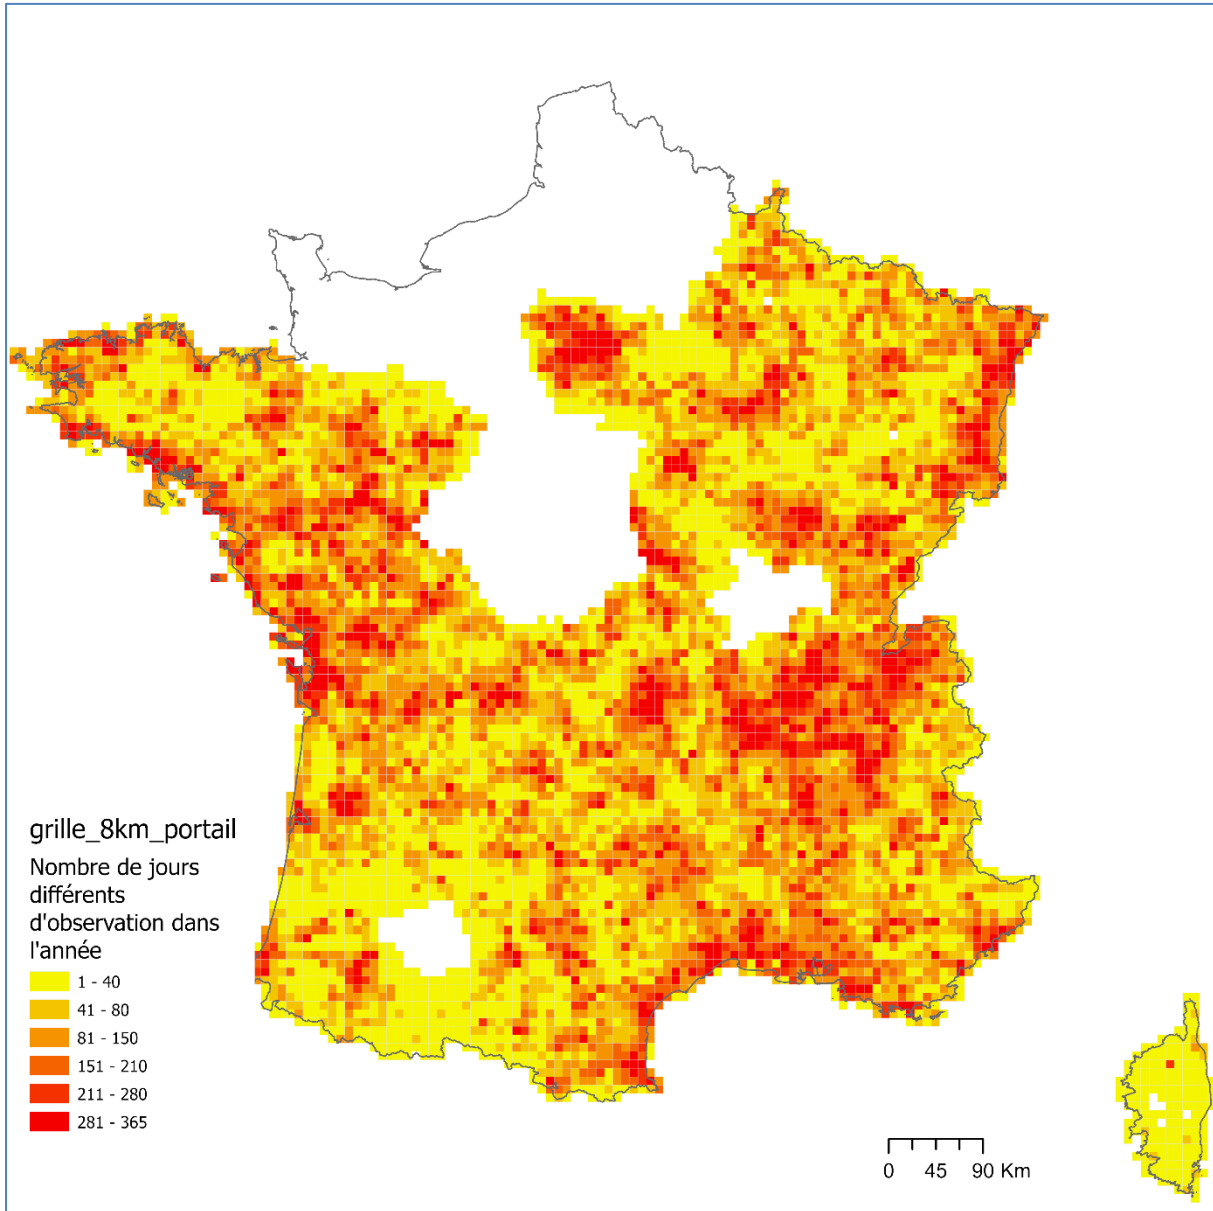 grille_8km_portail
Nombre de jours
différents
d'observation dans
l'année
1 - 40
41 - 80
81 - 150
151 - 210
211 - 280
281 - 365
0 45 90 Km